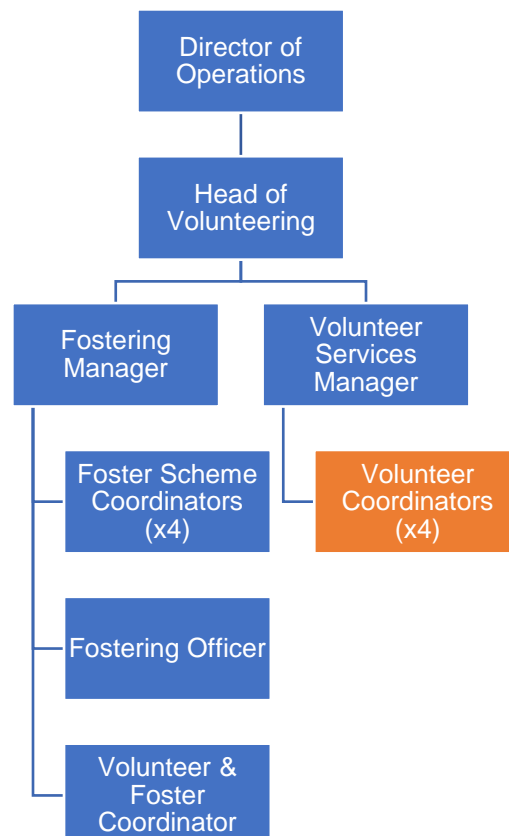 Director of
Operations
Head of
Volunteering
Fostering
Manager
Volunteer
Services
Manager
Foster Scheme
Coordinators
(x4)
Volunteer
Coordinators
(x4)
Fostering Officer
Volunteer &
Foster
Coordinator